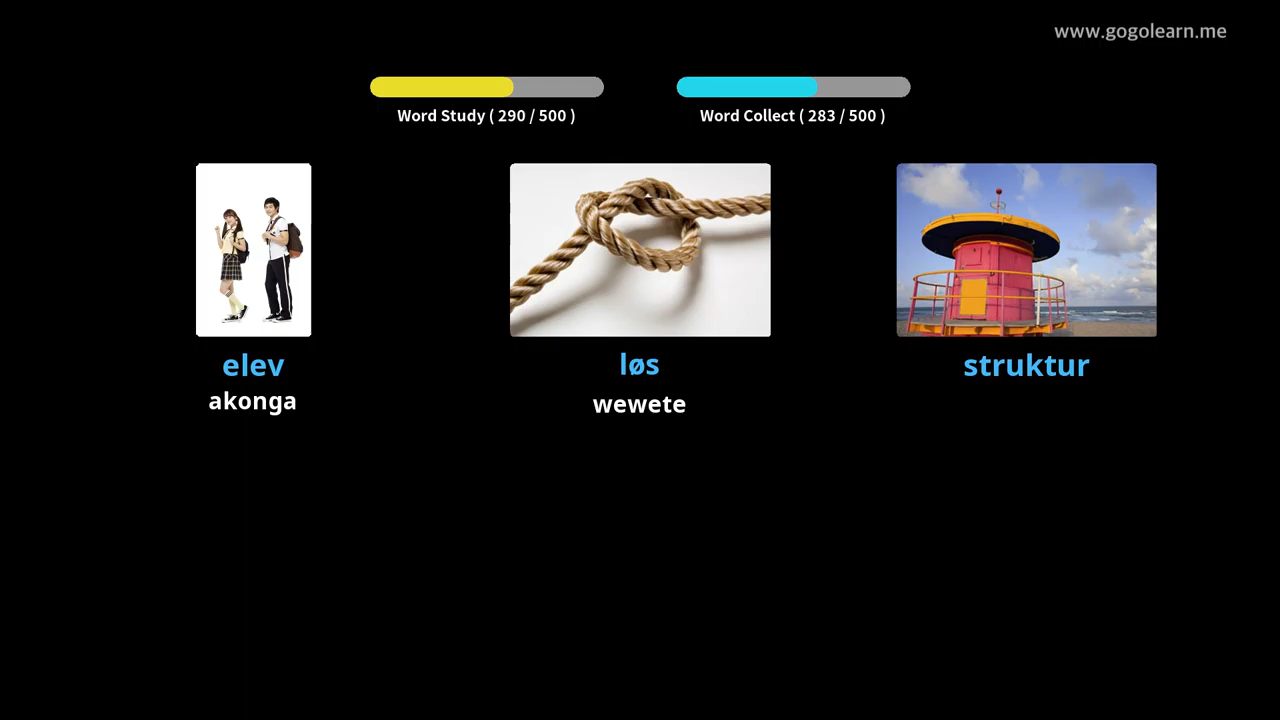 www.gogolearn.me
Word Study ( 290 / 500 )
Word Collect ( 283 / 500 )
elev
akonga
løs
wewete
struktur